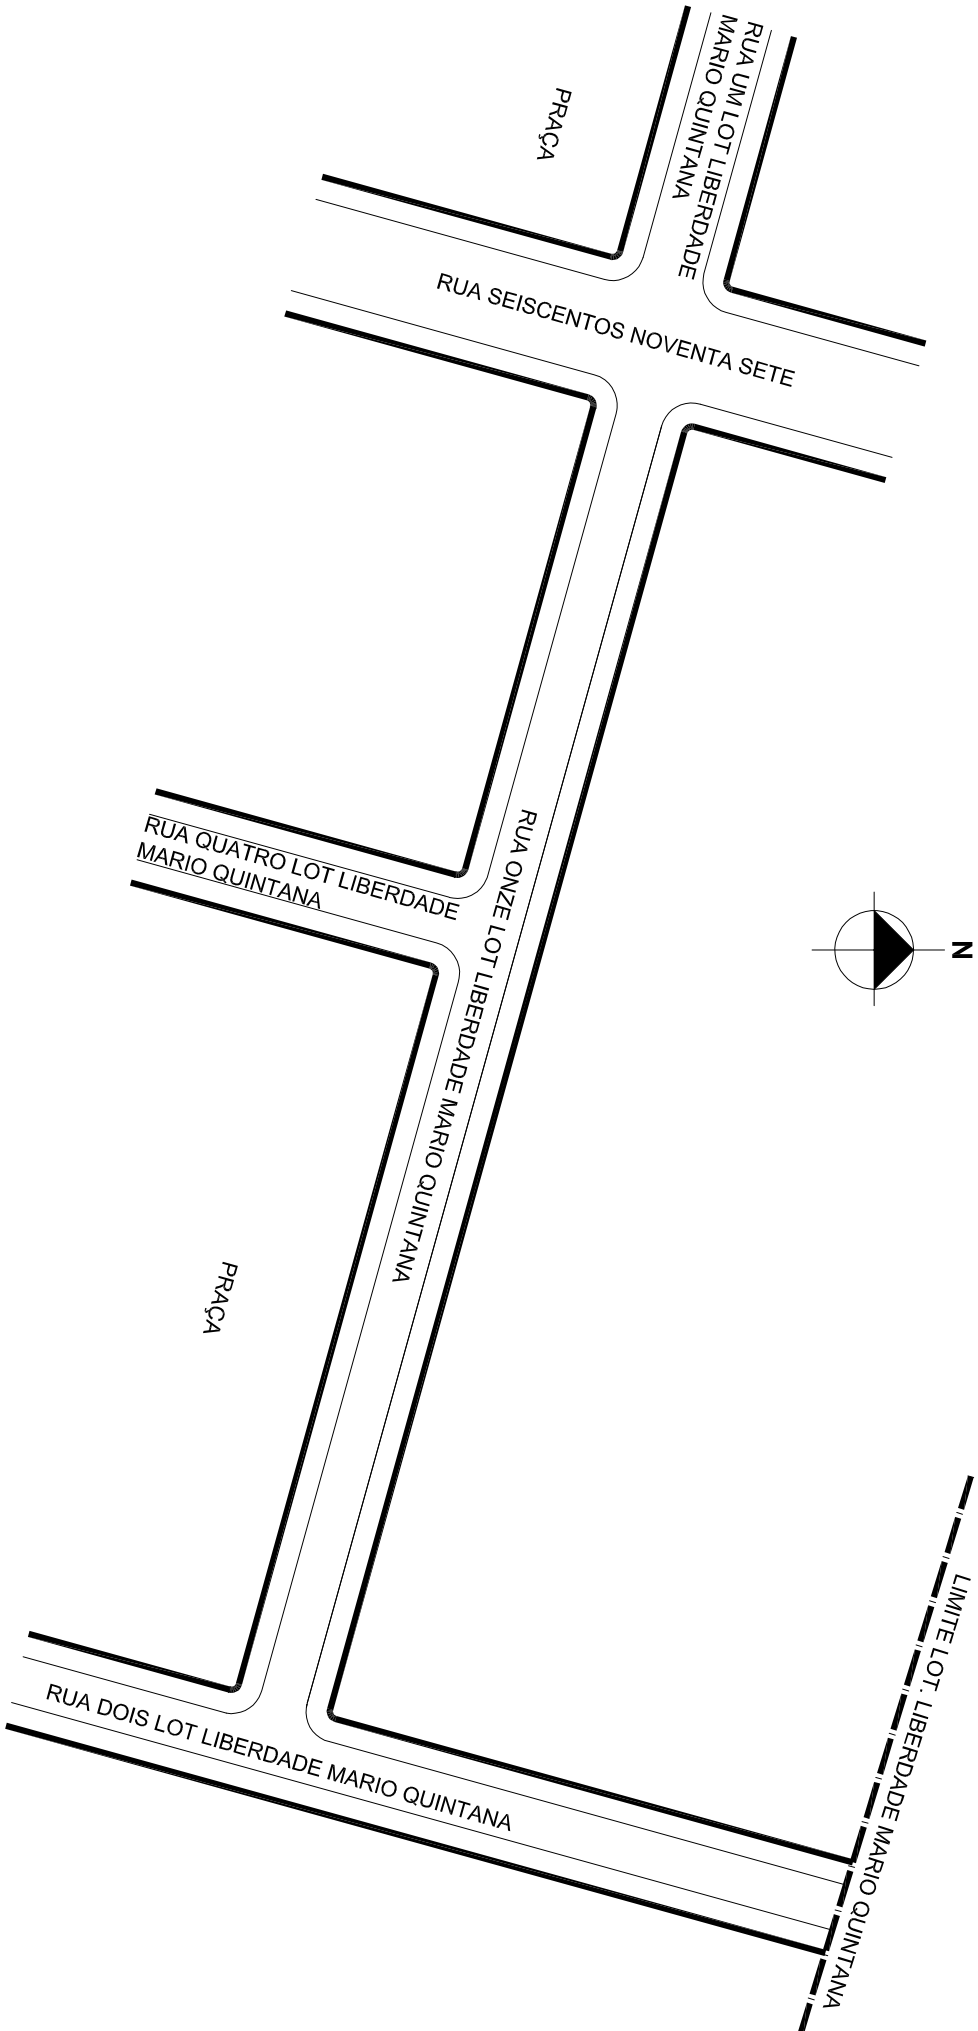 RUA UM LOT LIBERDADE
MARIO QUINTANA
PRAÇA
RUA SEISCENTOS NOVENTA SETE
RUA QUATRO LOT LIBERDADE
MARIO QUINTANA
RUA ONZE LOT LIBERDADE MARIO QUINTANA
N
PRAÇA
LIMITE LOT. LIBERDADE MARIO QUINTANA
RUA DOIS LOT LIBERDADE MARIO QUINTANA